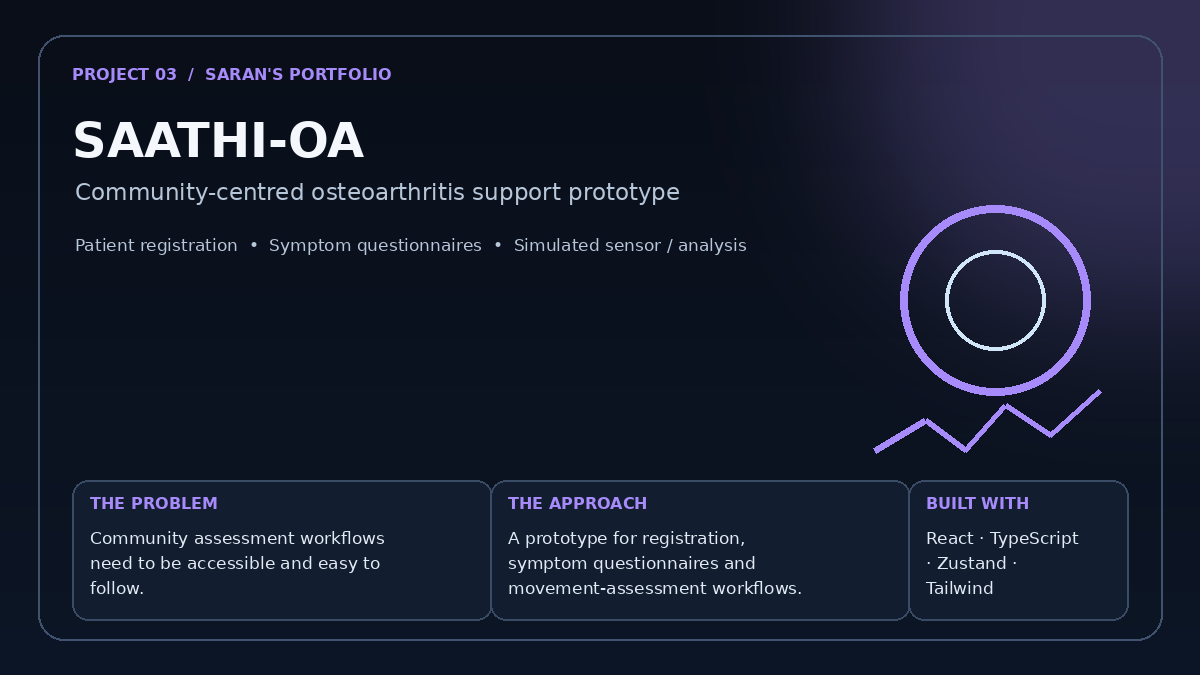 PROJECT 03 / SARAN'S PORTFOLIO
SAATHI-OA
Community-centred osteoarthritis support prototype
Patient registration • Symptom questionnaires • Simulated sensor / analysis
THE PROBLEM
Community assessment workflows
need to be accessible and easy to
follow.
THE APPROACH
A prototype for registration,
symptom questionnaires and
movement-assessment workflows.
BUILT WITH
React · TypeScript
· Zustand ·
Tailwind